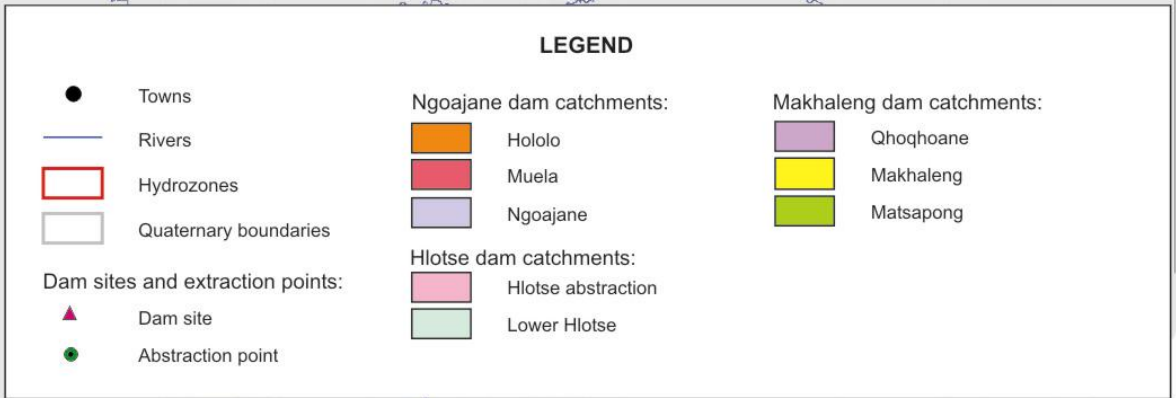 LEGEND
Towns
Rivers
Hydrozones
Quaternary boundaries
Dam sites and extraction points:
Dam site
Abstraction point
Ngoajane dam catchments:
Hololo
Muela
Ngoajane
Hlotse dam catchments:
Hlotse abstraction
Lower Hlotse
Makhaleng dam catchments:
Qhoqhoane
Makhaleng
Matsapong